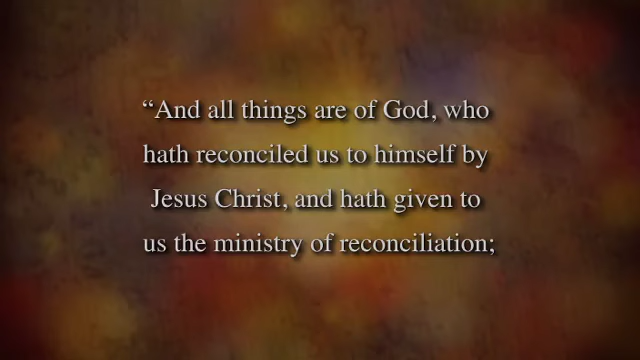 “And all things are of God, who
hath reconciled us to himself by
Jesus Christ, and hath given to
us the ministry of reconciliation;